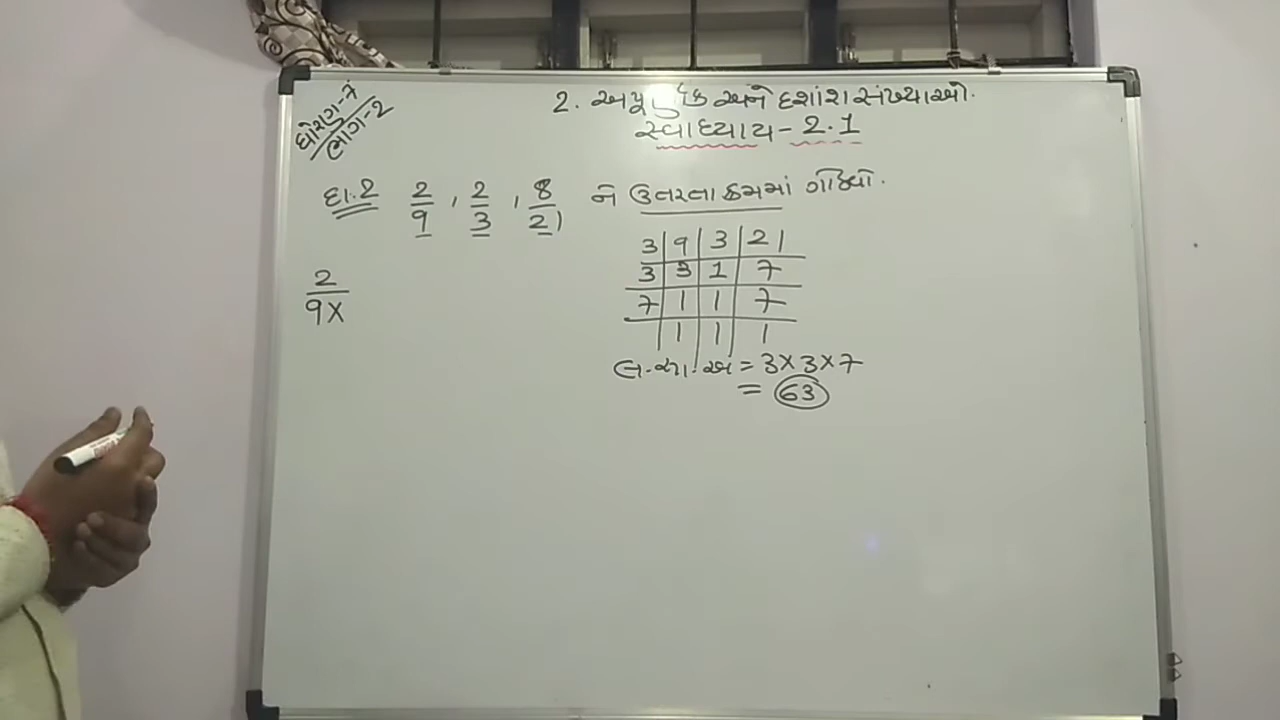 ધોરણ-૭
ભાગ-2
2. અપૂર્ણાંક અને દશાંશ સંખ્યાઓ.
સ્વાધ્યાય - 2.1
દા.2 2/9 , 2/3 , 8/21 ને ઉતરતા ક્રમમાં ગોઠવો.
3 | 9 | 3 | 21
3 | 3 | 1 | 7
7 | 1 | 1 | 7
1 | 1 | 1
લ.સા.અ = 3×3×7
= 63
2/9×